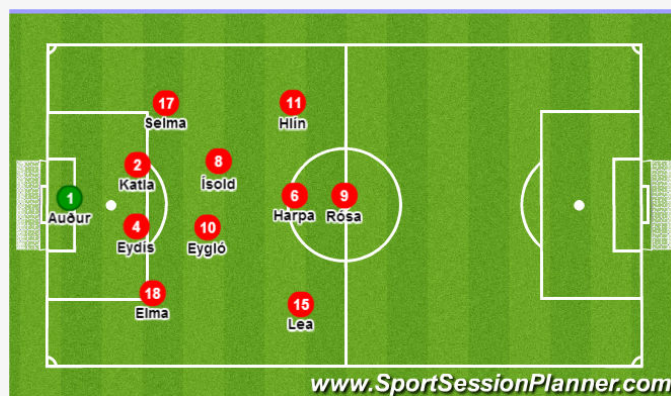 17
Selma
11
Hlín
2
Katla
8
Ísold
1
Auður
6
Harpa
9
Rósa
4
Eydís
10
Eygló
18
Elma
15
Lea
www.SportSessionPlanner.com